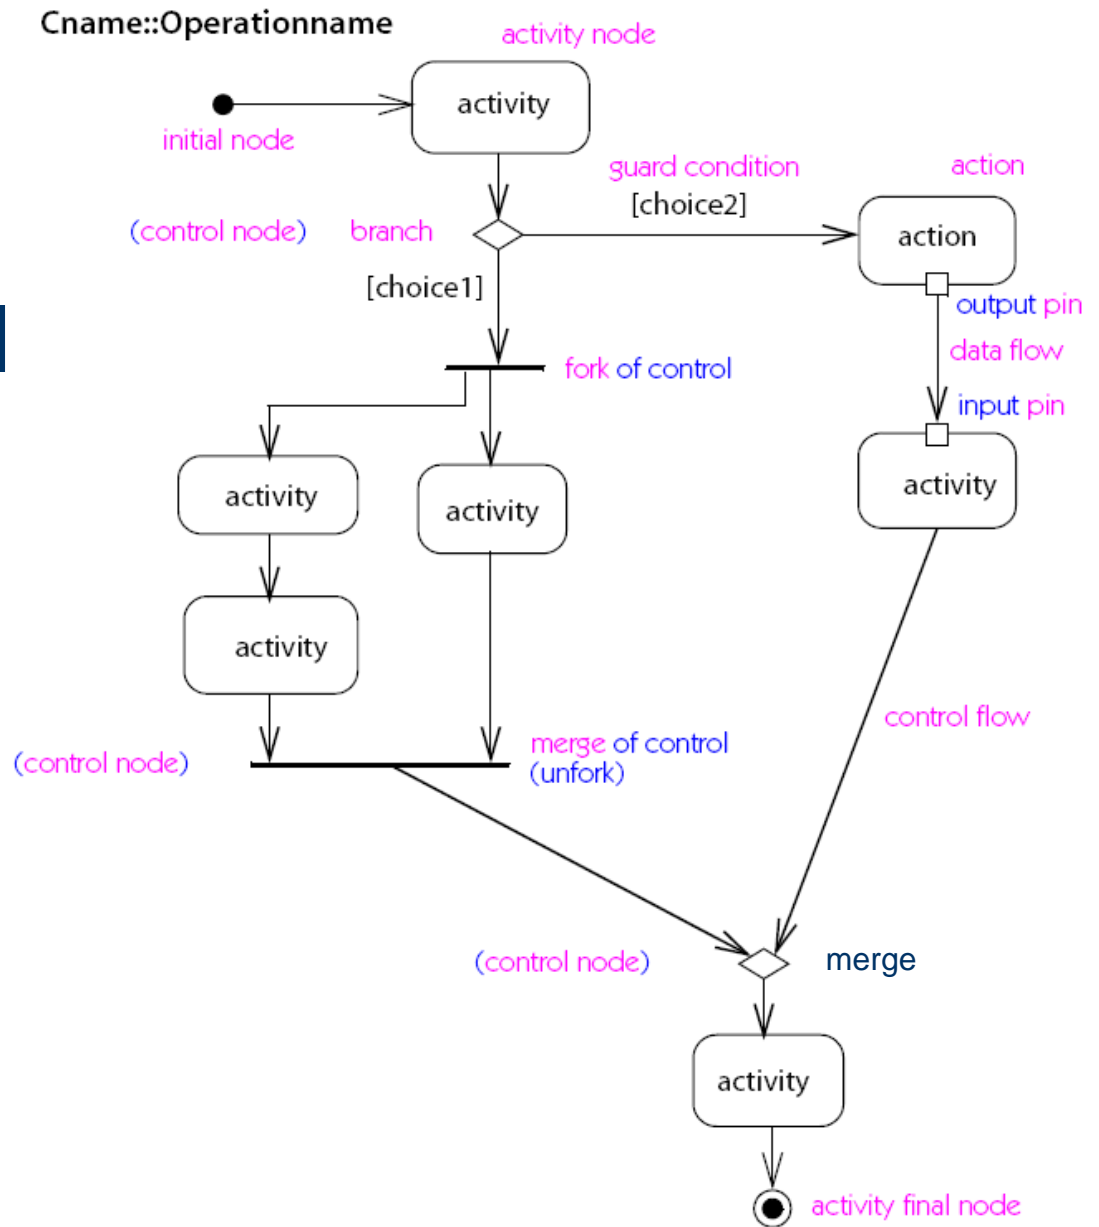 Cname::Operationname
activity node
activity
initial node
guard condition
action
[choice2]
(control node)
branch
action
[choice1]
output pin
data flow
fork of control
input pin
activity
activity
activity
activity
control flow
merge of control
(control node)
(unfork)
(control node)
merge
activity
activity final node